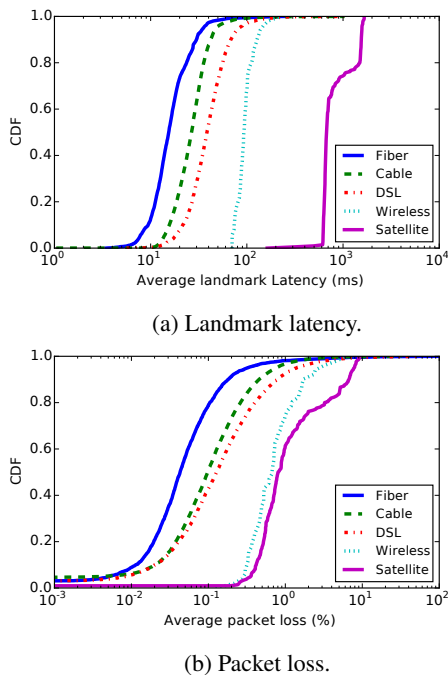 1.0
0.8
0.6
0.4
0.2
0.0
CDF
Fiber
Cable
DSL
Wireless
Satellite
10^0 10^1 10^2 10^3 10^4
Average landmark Latency (ms)
(a) Landmark latency.
1.0
0.8
0.6
0.4
0.2
0.0
CDF
Fiber
Cable
DSL
Wireless
Satellite
10^-3 10^-2 10^-1 10^0 10^1 10^2
Average packet loss (%)
(b) Packet loss.